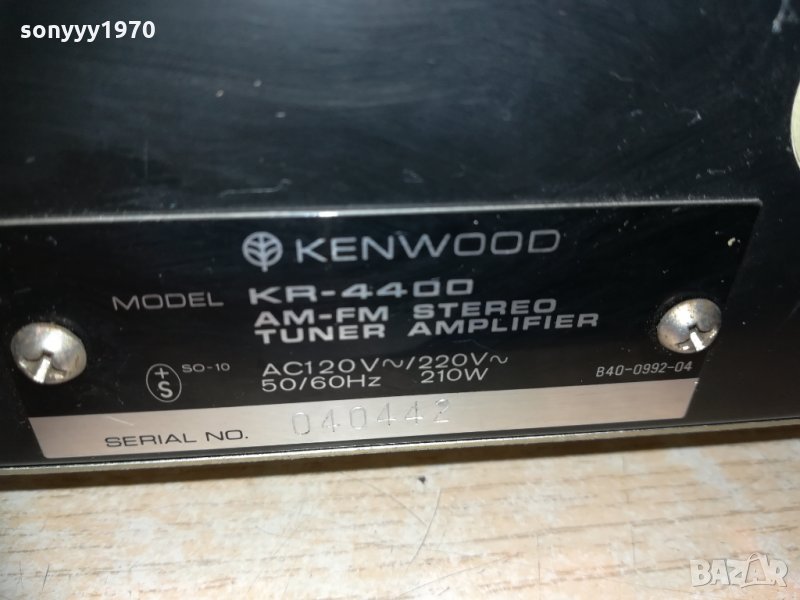 sonyyy1970
KENWOOD
MODEL KR-4400
AM-FM STEREO
TUNER AMPLIFIER
+S SO-10 AC120V~/220V~
50/60Hz 210W B40-0992-04
SERIAL NO. 040442
BAZAR